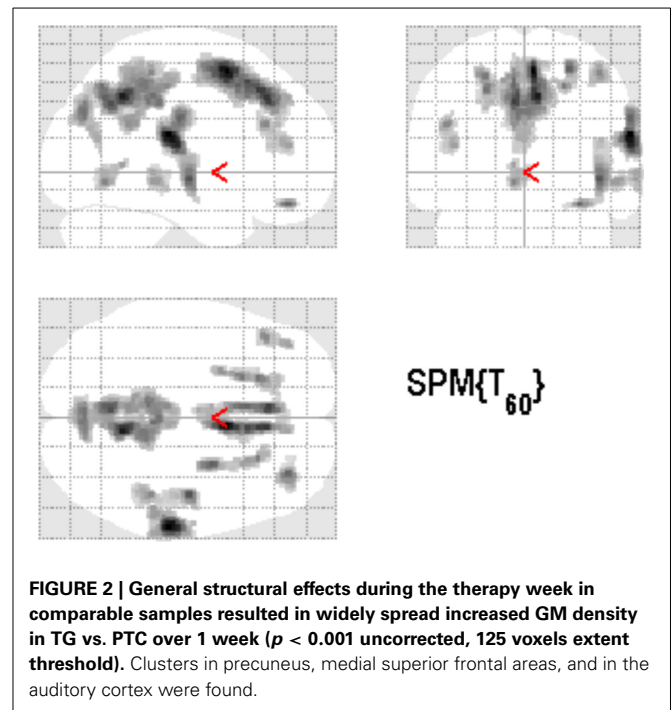 SPM{T60}
FIGURE 2 | General structural effects during the therapy week in
comparable samples resulted in widely spread increased GM density
in TG vs. PTC over 1 week (p < 0.001 uncorrected, 125 voxels extent
threshold). Clusters in precuneus, medial superior frontal areas, and in the
auditory cortex were found.